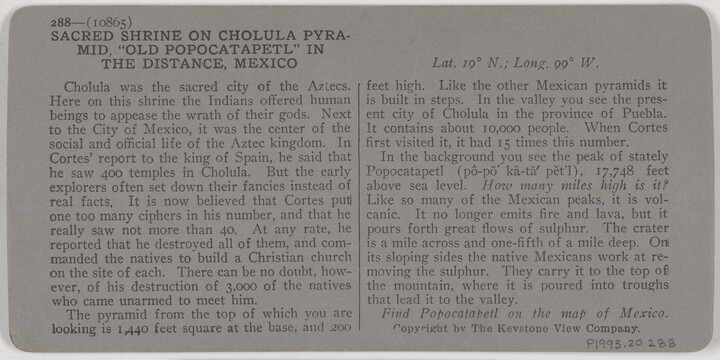 288—(10865)
SACRED SHRINE ON CHOLULA PYRA-
MID, "OLD POPOCATAPETL" IN
THE DISTANCE, MEXICO
Lat. 19° N.; Long. 99° W.
Cholula was the sacred city of the Aztecs.
Here on this shrine the Indians offered human
beings to appease the wrath of their gods. Next
to the City of Mexico, it was the center of the
social and official life of the Aztec kingdom. In
Cortes' report to the king of Spain, he said that
he saw 400 temples in Cholula. But the early
explorers often set down their fancies instead of
real facts. It is now believed that Cortes put
one too many ciphers in his number, and that he
really saw not more than 40. At any rate, he
reported that he destroyed all of them, and com-
manded the natives to build a Christian church
on the site of each. There can be no doubt, how-
ever, of his destruction of 3,000 of the natives
who came unarmed to meet him.
The pyramid from the top of which you are
looking is 1,440 feet square at the base, and 200
feet high. Like the other Mexican pyramids it
is built in steps. In the valley you see the pres-
ent city of Cholula in the province of Puebla.
It contains about 10,000 people. When Cortes
first visited it, it had 15 times this number.
In the background you see the peak of stately
Popocatapetl (pô-pô′ kä-tā′ pĕt'l), 17,748 feet
above sea level. How many miles high is it?
Like so many of the Mexican peaks, it is vol-
canic. It no longer emits fire and lava, but it
pours forth great flows of sulphur. The crater
is a mile across and one-fifth of a mile deep. On
its sloping sides the native Mexicans work at re-
moving the sulphur. They carry it to the top of
the mountain, where it is poured into troughs
that lead it to the valley.
Find Popocatapetl on the map of Mexico.
Copyright by The Keystone View Company.
P1993.20.288